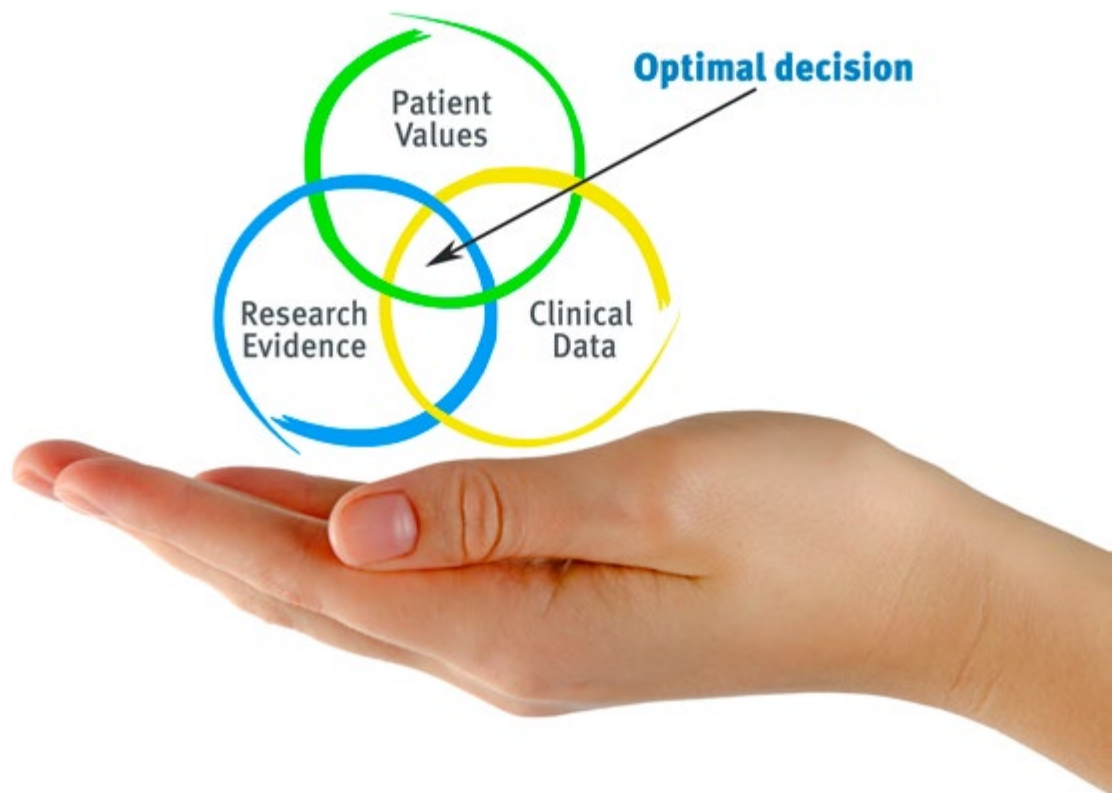 Optimal decision
Patient
Values
Research
Evidence
Clinical
Data